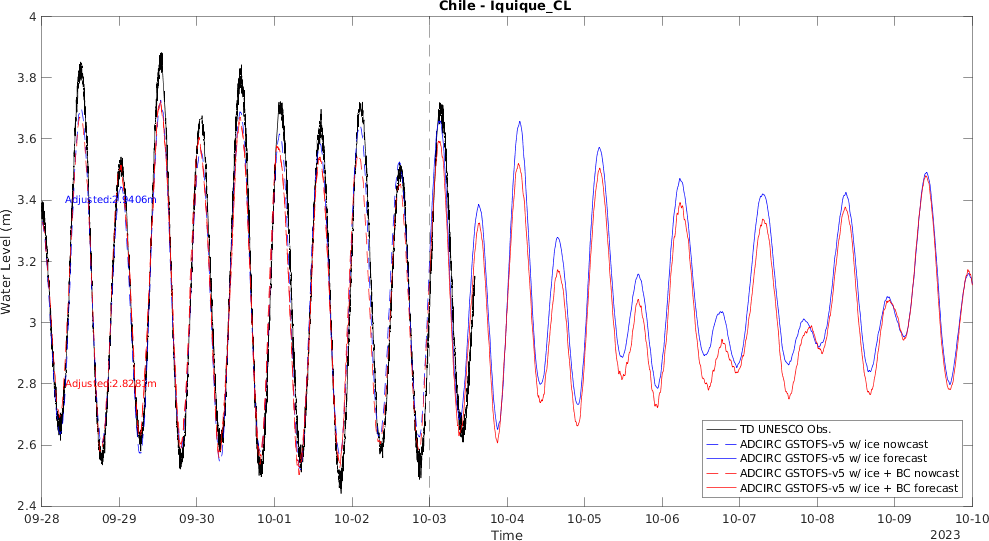 Chile - Iquique_CL
4
3.8
3.6
3.4
3.2
3
2.8
2.6
2.4
Water Level (m)
Adjusted:2.9406m
Adjusted:2.8282m
TD UNESCO Obs.
ADCIRC GSTOFS-v5 w/ ice nowcast
ADCIRC GSTOFS-v5 w/ ice forecast
ADCIRC GSTOFS-v5 w/ ice + BC nowcast
ADCIRC GSTOFS-v5 w/ ice + BC forecast
09-28 09-29 09-30 10-01 10-02 10-03 10-04 10-05 10-06 10-07 10-08 10-09 10-10
Time
2023